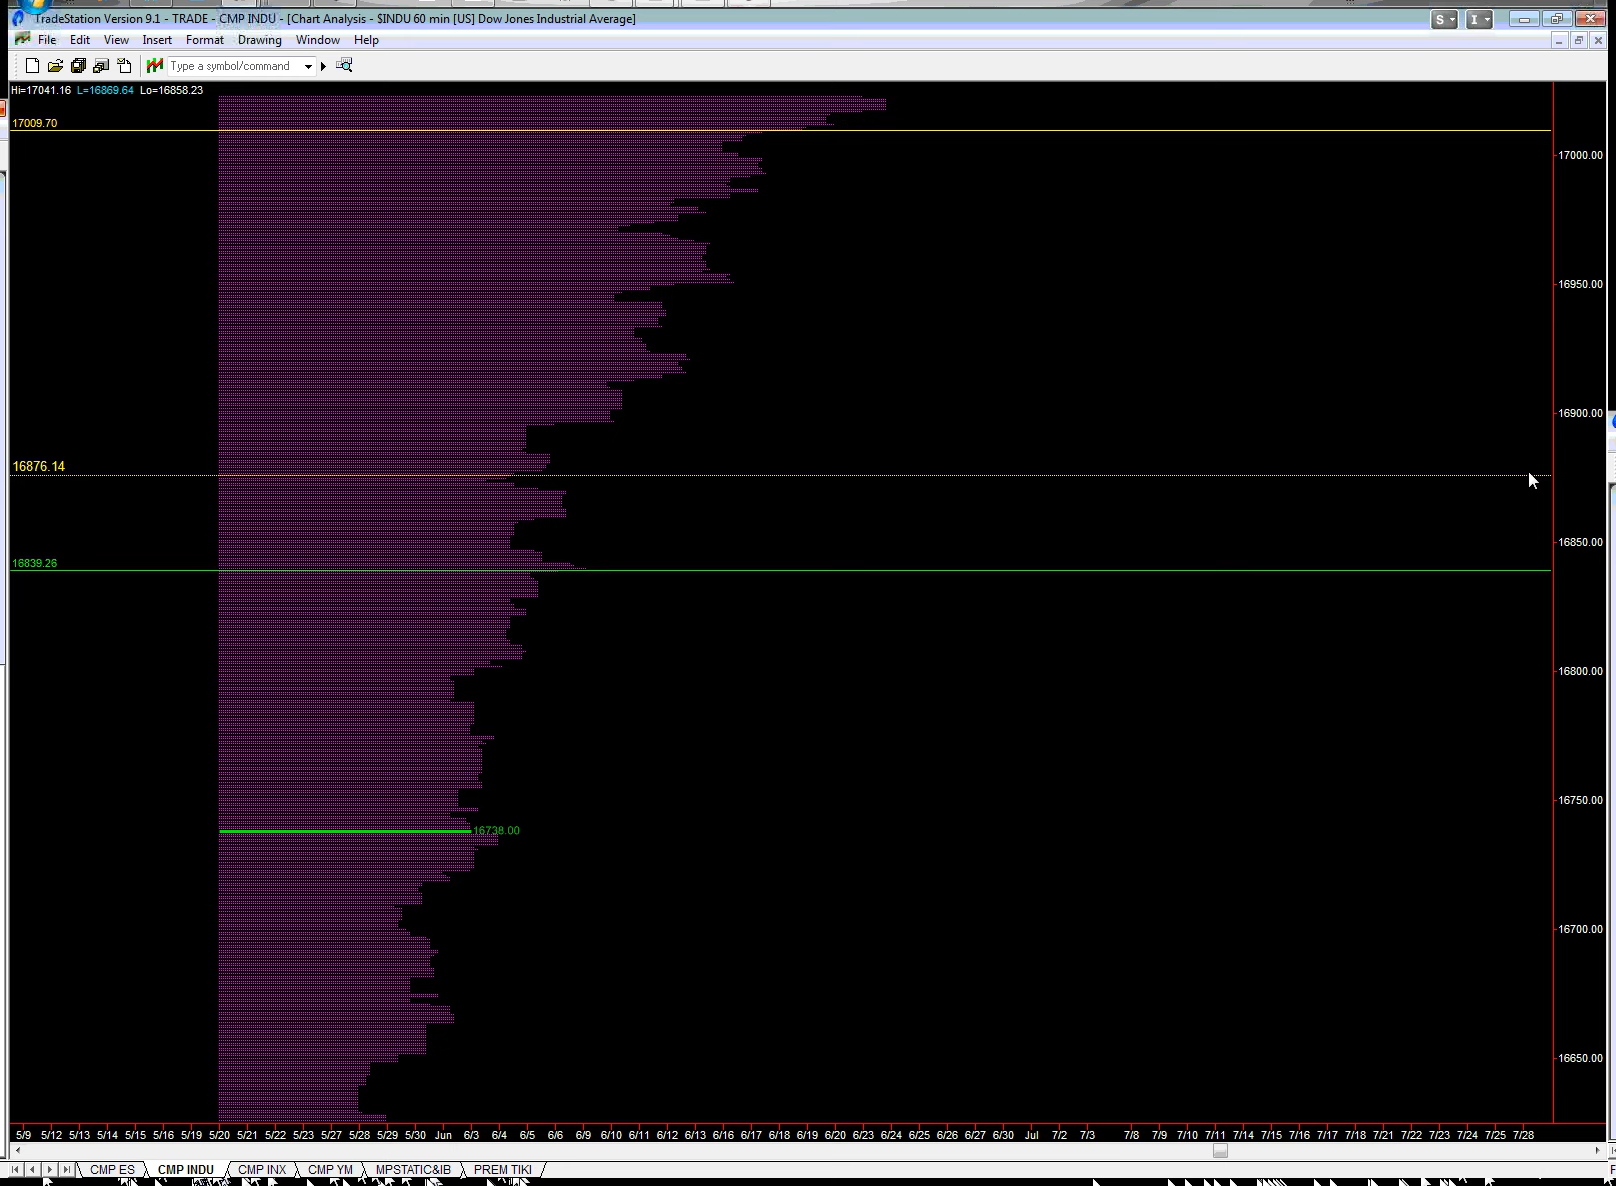 TradeStation Version 9.1 - TRADE - CMP INDU - [Chart Analysis - $INDU 60 min [US] Dow Jones Industrial Average]
S
I
File Edit View Insert Format Drawing Window Help
Type a symbol/command
Hi=17041.16 L=16869.64 Lo=16858.23
17009.70
17000.00
16950.00
16900.00
16876.14
16850.00
16839.26
16800.00
16750.00
16738.00
16700.00
16650.00
5/9 5/12 5/13 5/14 5/15 5/16 5/19 5/20 5/21 5/22 5/23 5/27 5/28 5/29 5/30 Jun 6/3 6/4 6/5 6/6 6/9 6/10 6/11 6/12 6/13 6/16 6/17 6/18 6/19 6/20 6/23 6/24 6/25 6/26 6/27 6/30 Jul 7/2 7/3 7/8 7/9 7/10 7/11 7/14 7/15 7/16 7/17 7/18 7/21 7/22 7/23 7/24 7/25 7/28
CMP ES CMP INDU CMP INX CMP YM MPSTATIC&IB PREM TIKI